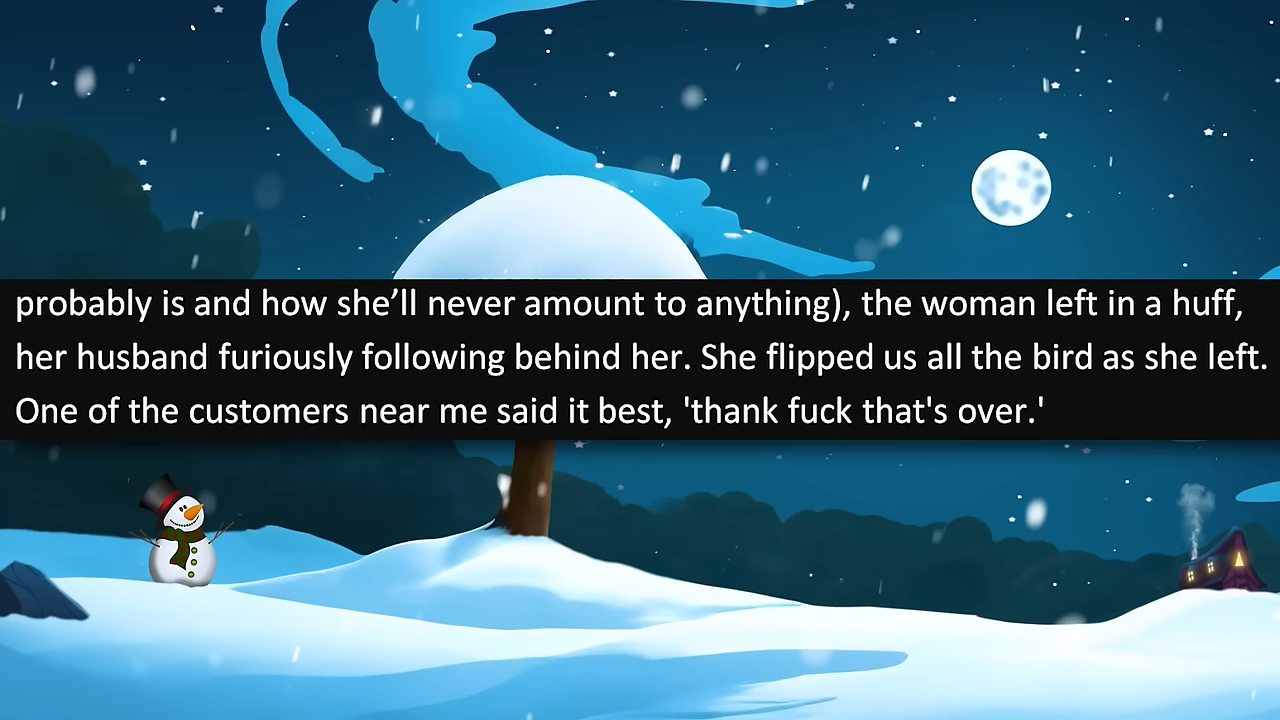 probably is and how she’ll never amount to anything), the woman left in a huff,
her husband furiously following behind her. She flipped us all the bird as she left.
One of the customers near me said it best, 'thank fuck that's over.'